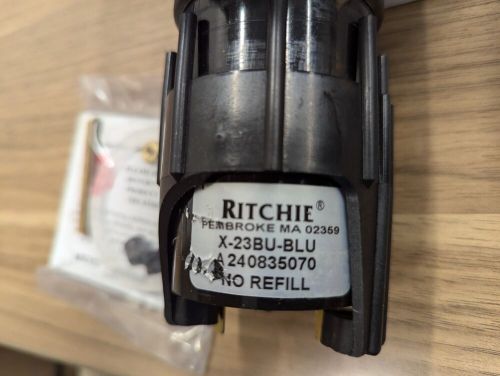 RITCHIE®
PEMBROKE MA 02359
X-23BU-BLU
A240835070
NO REFILL